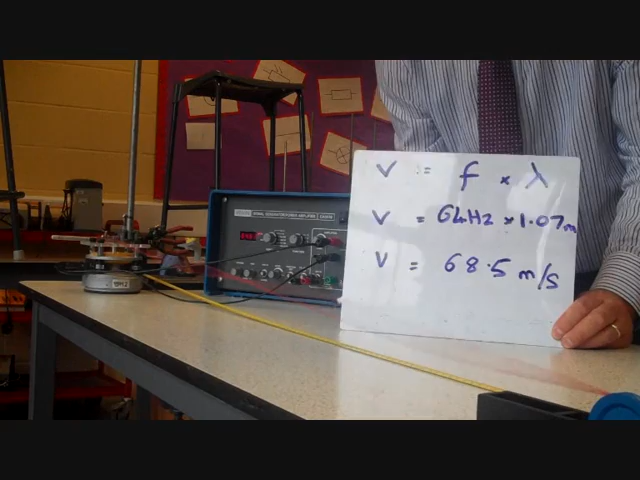 v = f × λ
v = 64Hz × 1.07m
v = 68.5 m/s